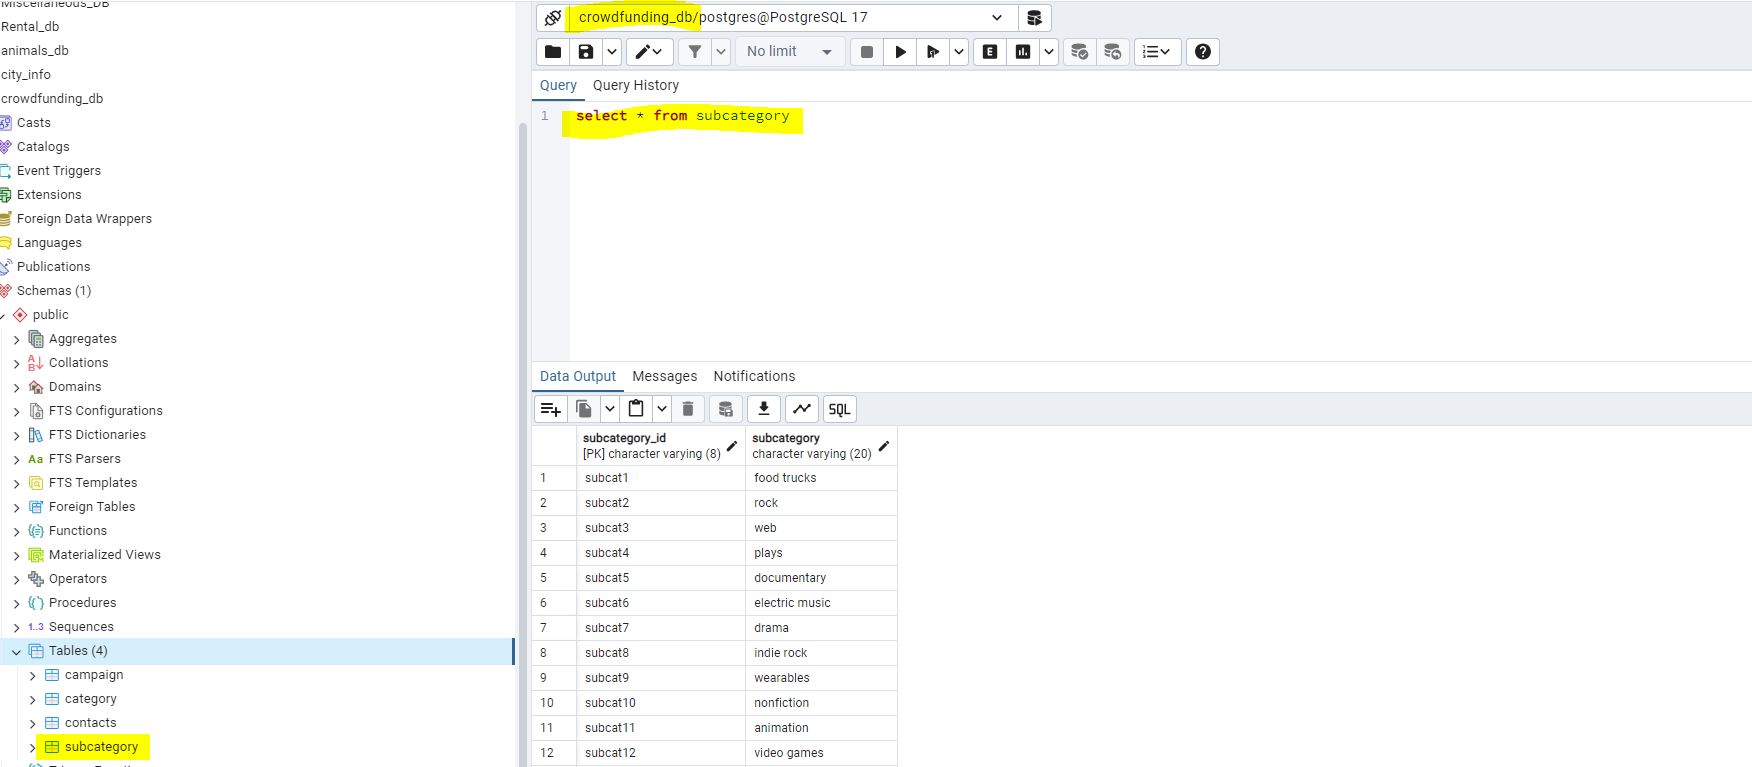 Miscellaneous_DB
Rental_db
animals_db
city_info
crowdfunding_db
Casts
Catalogs
Event Triggers
Extensions
Foreign Data Wrappers
Languages
Publications
Schemas (1)
public
Aggregates
Collations
Domains
FTS Configurations
FTS Dictionaries
Aa FTS Parsers
FTS Templates
Foreign Tables
Functions
Materialized Views
Operators
Procedures
1..3 Sequences
Tables (4)
campaign
category
contacts
subcategory
crowdfunding_db/postgres@PostgreSQL 17
No limit
E
Query Query History
1 select * from subcategory
Data Output Messages Notifications
SQL
subcategory_id subcategory
[PK] character varying (8) character varying (20)
1 subcat1 food trucks
2 subcat2 rock
3 subcat3 web
4 subcat4 plays
5 subcat5 documentary
6 subcat6 electric music
7 subcat7 drama
8 subcat8 indie rock
9 subcat9 wearables
10 subcat10 nonfiction
11 subcat11 animation
12 subcat12 video games